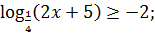 log_{1/4}(2x + 5) ≥ −2;